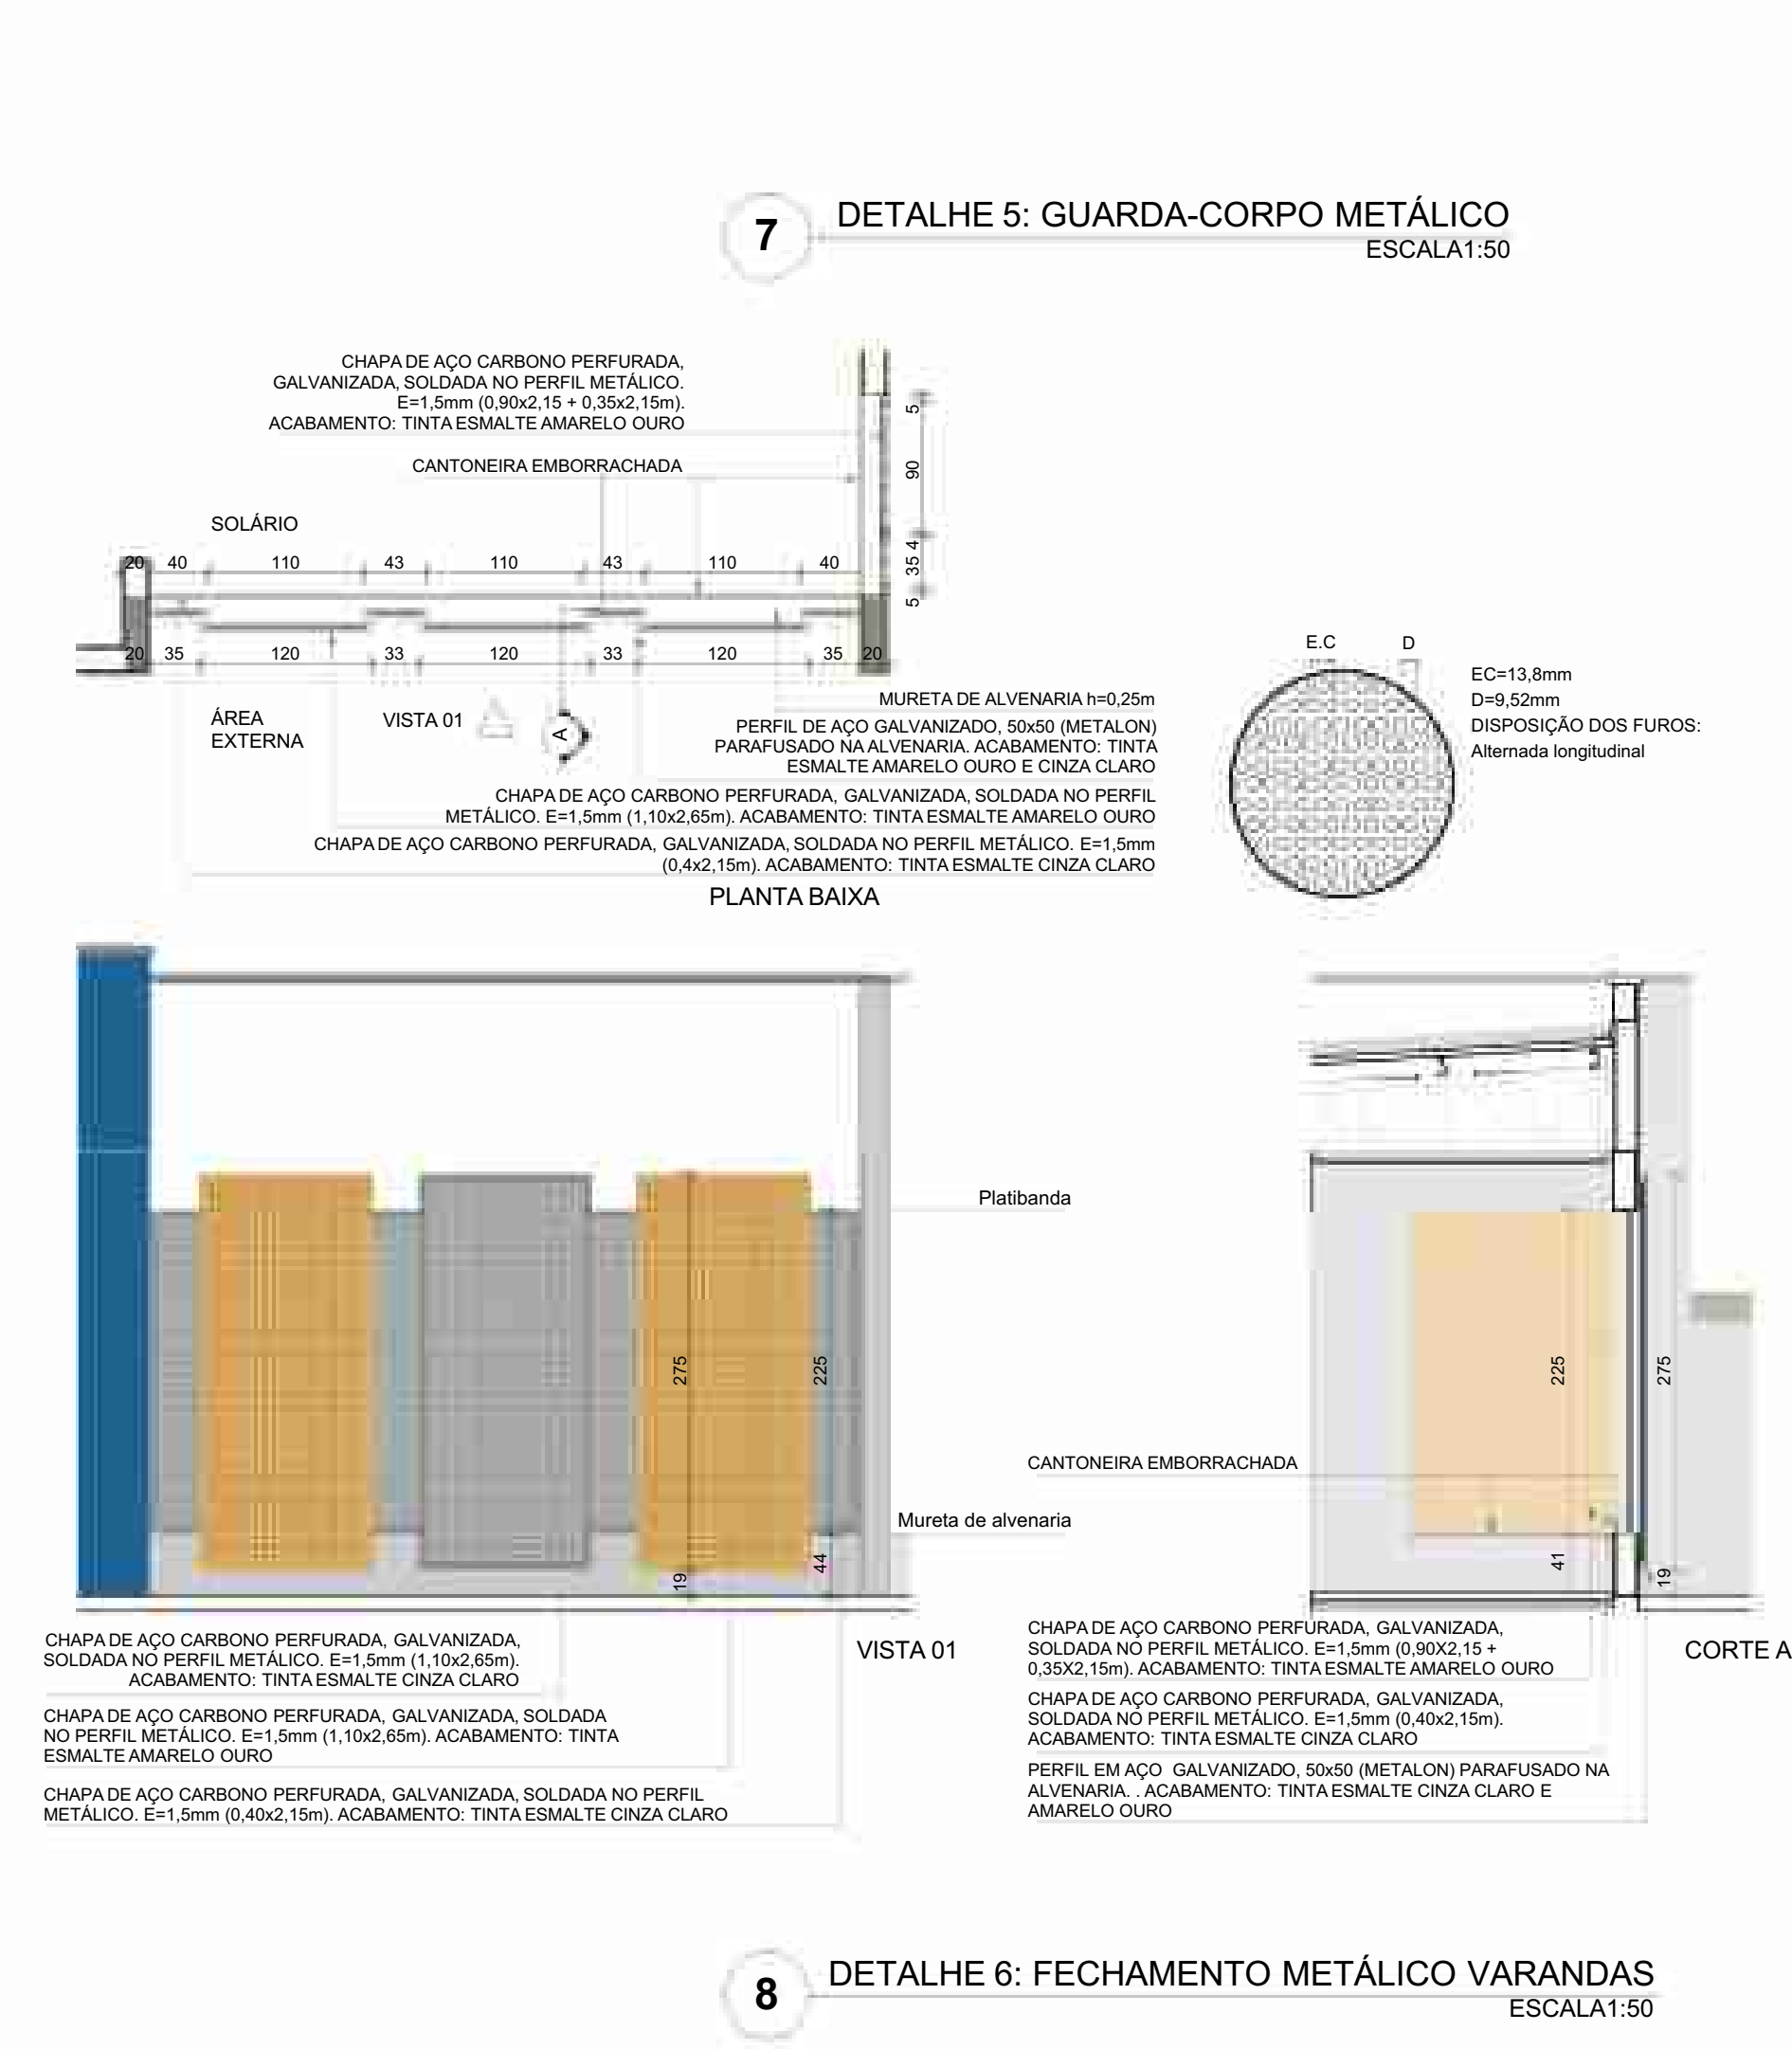 7
DETALHE 5: GUARDA-CORPO METÁLICO
ESCALA1:50
CHAPA DE AÇO CARBONO PERFURADA,
GALVANIZADA, SOLDADA NO PERFIL METÁLICO.
E=1,5mm (0,90x2,15 + 0,35x2,15m).
ACABAMENTO: TINTA ESMALTE AMARELO OURO
CANTONEIRA EMBORRACHADA
SOLÁRIO
20 40 110 43 110 43 110 40
5
90
4
35
5
20 35 120 33 120 33 120 35 20
ÁREA
EXTERNA
VISTA 01
A
MURETA DE ALVENARIA h=0,25m
PERFIL DE AÇO GALVANIZADO, 50x50 (METALON)
PARAFUSADO NA ALVENARIA. ACABAMENTO: TINTA
ESMALTE AMARELO OURO E CINZA CLARO
CHAPA DE AÇO CARBONO PERFURADA, GALVANIZADA, SOLDADA NO PERFIL
METÁLICO. E=1,5mm (1,10x2,65m). ACABAMENTO: TINTA ESMALTE AMARELO OURO
CHAPA DE AÇO CARBONO PERFURADA, GALVANIZADA, SOLDADA NO PERFIL METÁLICO. E=1,5mm
(0,4x2,15m). ACABAMENTO: TINTA ESMALTE CINZA CLARO
PLANTA BAIXA
E.C D
EC=13,8mm
D=9,52mm
DISPOSIÇÃO DOS FUROS:
Alternada longitudinal
Platibanda
275
225
Mureta de alvenaria
19
44
VISTA 01
225
275
CANTONEIRA EMBORRACHADA
41
19
CORTE A
CHAPA DE AÇO CARBONO PERFURADA, GALVANIZADA,
SOLDADA NO PERFIL METÁLICO. E=1,5mm (1,10x2,65m).
ACABAMENTO: TINTA ESMALTE CINZA CLARO
CHAPA DE AÇO CARBONO PERFURADA, GALVANIZADA, SOLDADA
NO PERFIL METÁLICO. E=1,5mm (1,10x2,65m). ACABAMENTO: TINTA
ESMALTE AMARELO OURO
CHAPA DE AÇO CARBONO PERFURADA, GALVANIZADA, SOLDADA NO PERFIL
METÁLICO. E=1,5mm (0,40x2,15m). ACABAMENTO: TINTA ESMALTE CINZA CLARO
CHAPA DE AÇO CARBONO PERFURADA, GALVANIZADA,
SOLDADA NO PERFIL METÁLICO. E=1,5mm (0,90X2,15 +
0,35X2,15m). ACABAMENTO: TINTA ESMALTE AMARELO OURO
CHAPA DE AÇO CARBONO PERFURADA, GALVANIZADA,
SOLDADA NO PERFIL METÁLICO. E=1,5mm (0,40x2,15m).
ACABAMENTO: TINTA ESMALTE CINZA CLARO
PERFIL EM AÇO GALVANIZADO, 50x50 (METALON) PARAFUSADO NA
ALVENARIA. . ACABAMENTO: TINTA ESMALTE CINZA CLARO E
AMARELO OURO
8
DETALHE 6: FECHAMENTO METÁLICO VARANDAS
ESCALA1:50